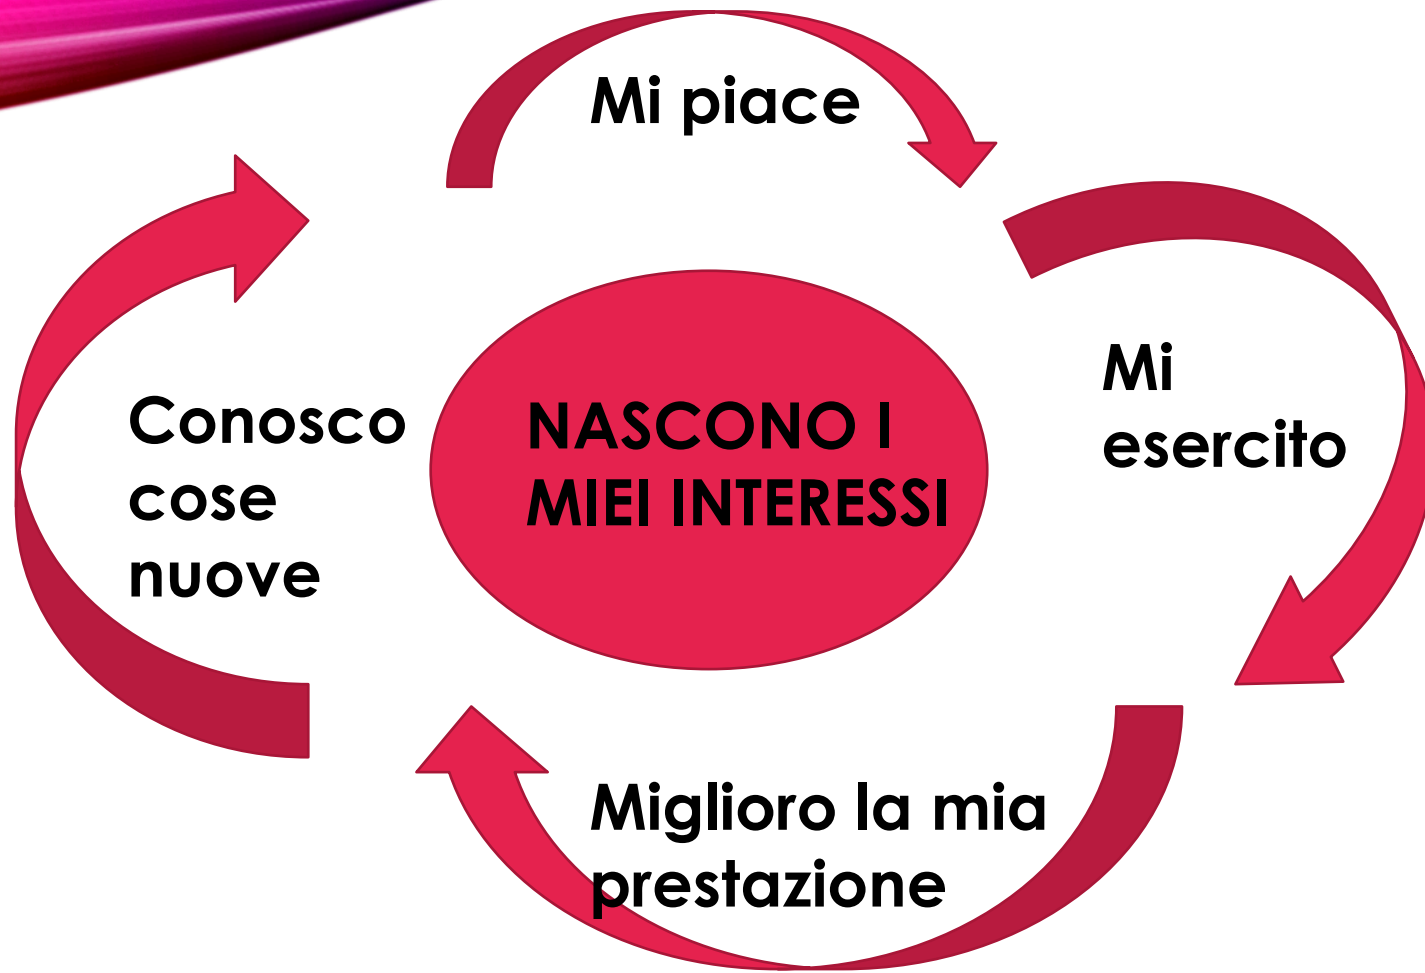 Mi piace
Mi
esercito
Miglioro la mia
prestazione
Conosco
cose
nuove
NASCONO I
MIEI INTERESSI